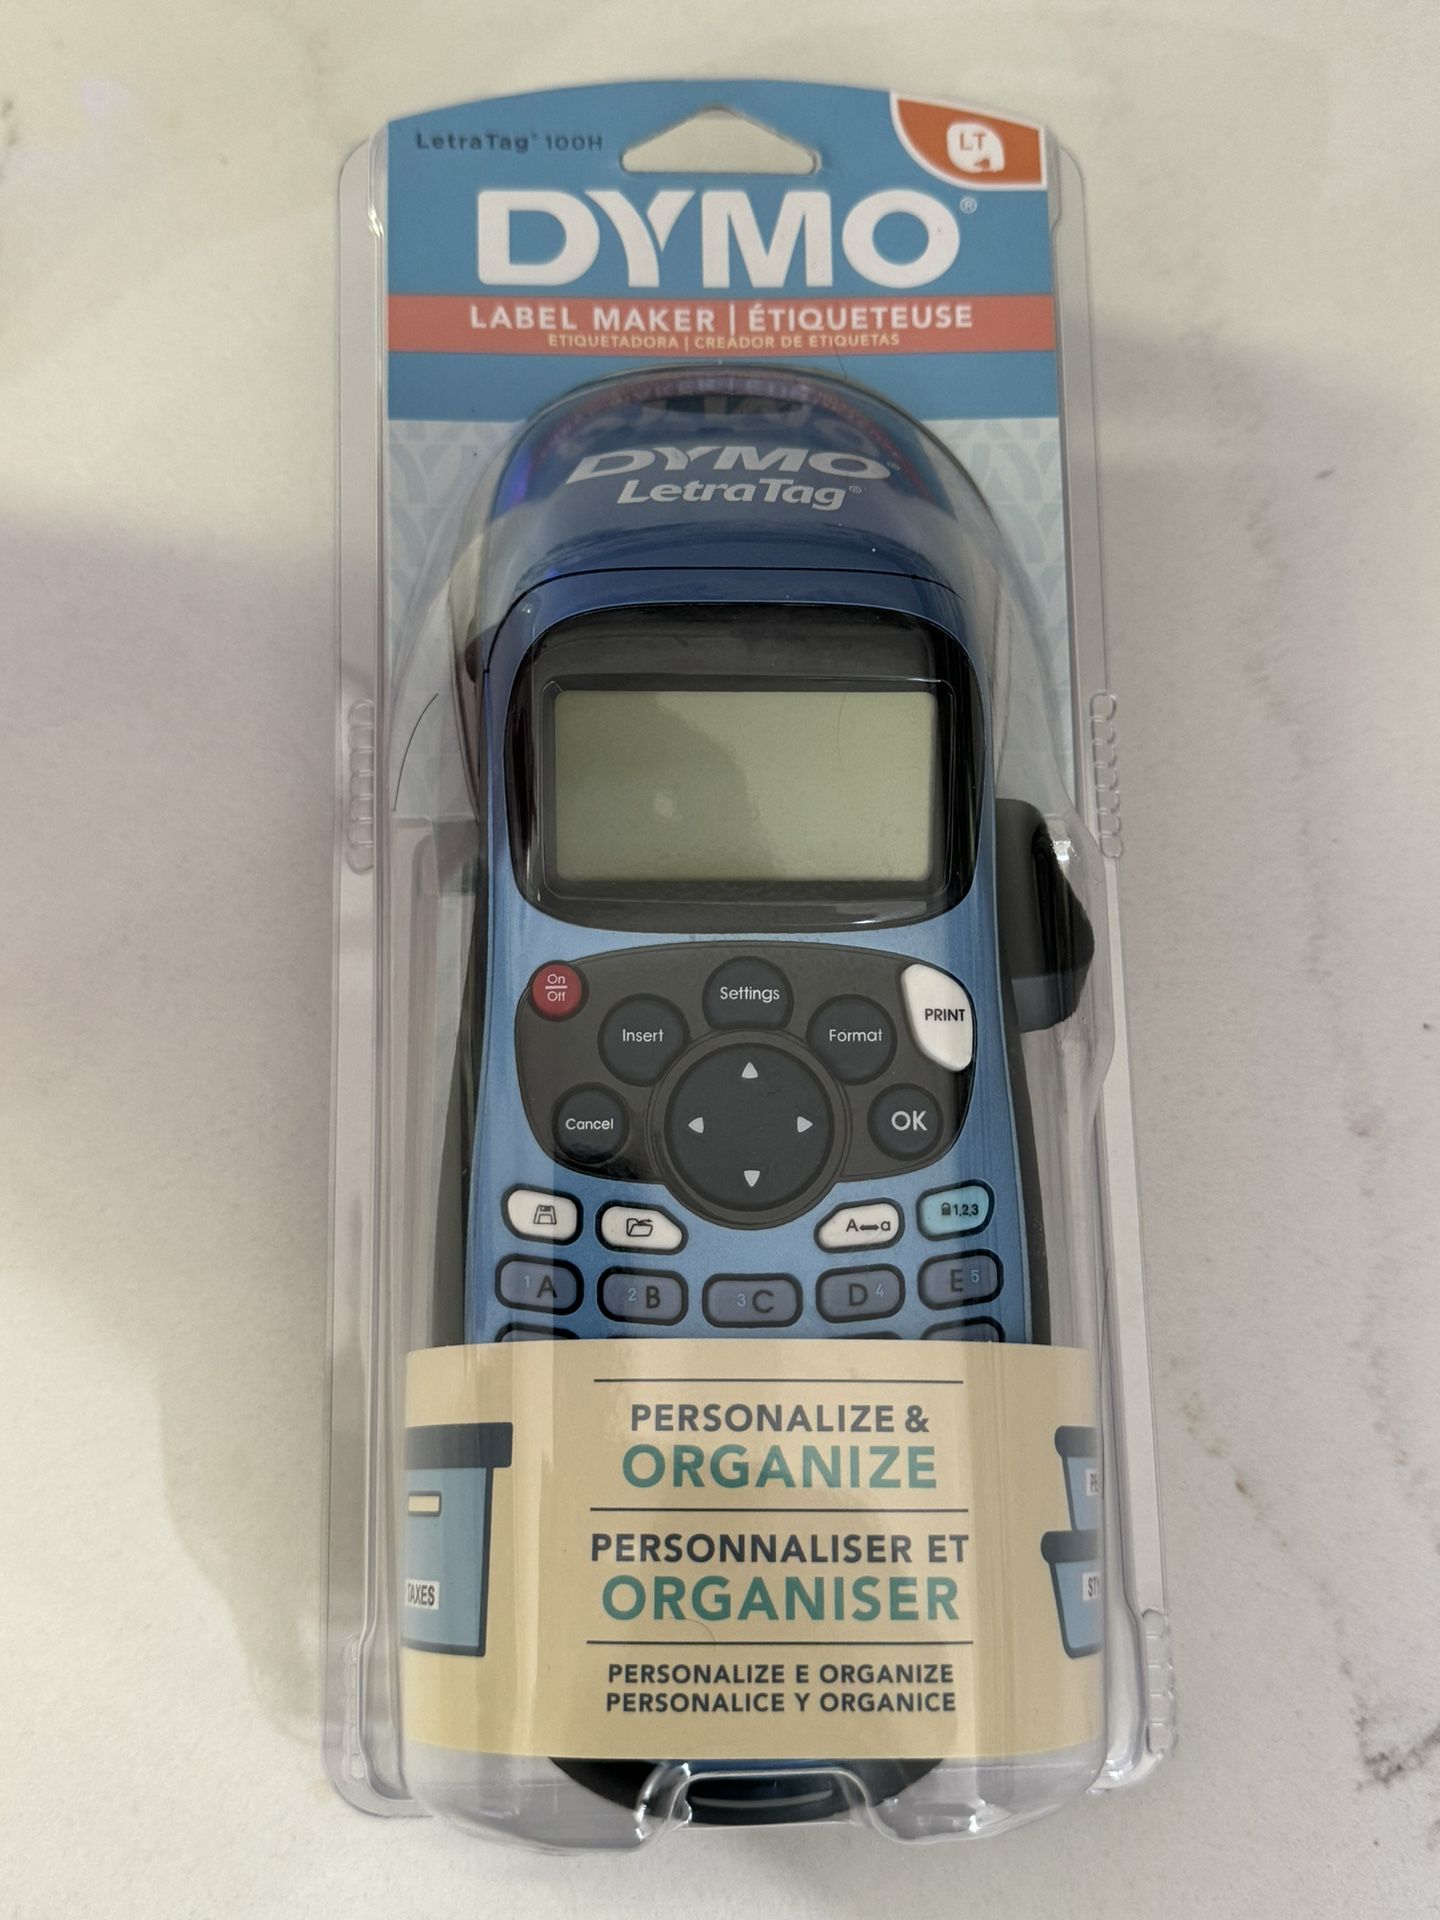 LetraTag® 100H
LT
DYMO®
LABEL MAKER | ÉTIQUETEUSE
ETIQUETADORA | CREADOR DE ETIQUETAS
DYMO®
LetraTag®
On
Off
Settings
Insert
Format
PRINT
Cancel
OK
A a
1,2,3
1 A
2 B
3 C
D 4
E 5
PERSONALIZE &
ORGANIZE
PERSONNALISER ET
ORGANISER
TAXES
PERSONALIZE E ORGANIZE
PERSONALICE Y ORGANICE